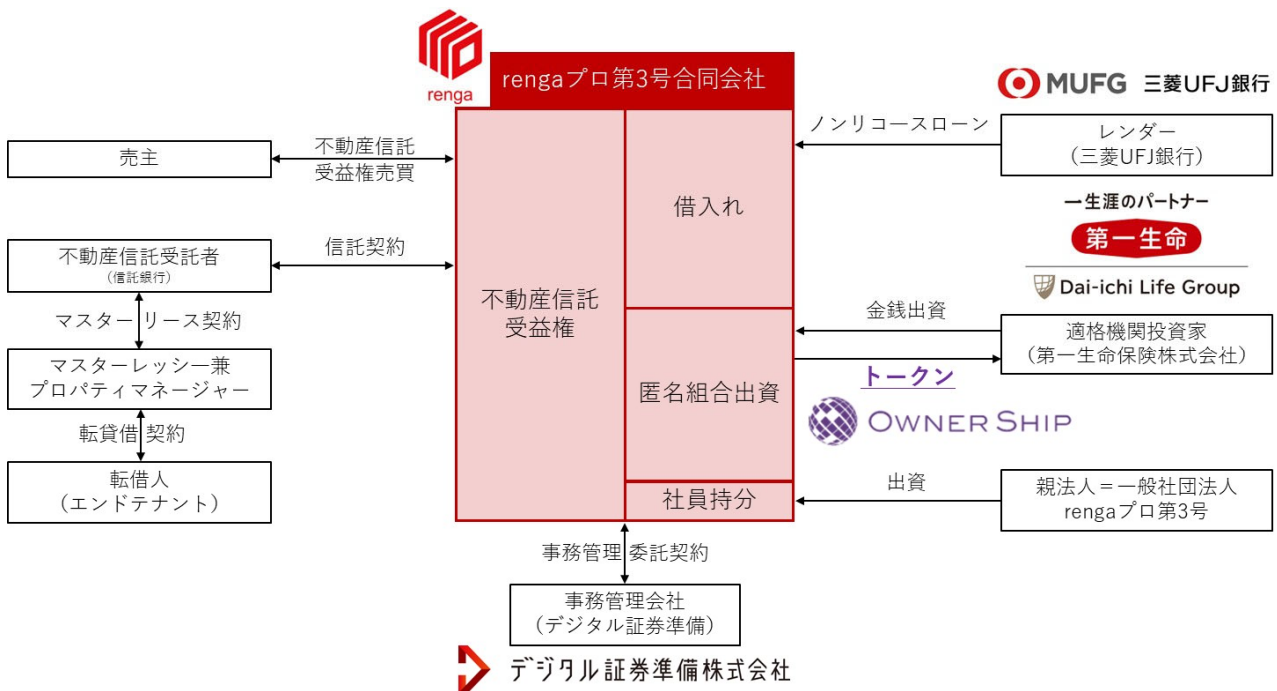 renga
rengaプロ第3号合同会社
MUFG 三菱UFJ銀行
売主
不動産信託
受益権売買
ノンリコースローン
レンダー
(三菱UFJ銀行)
借入れ
一生涯のパートナー
第一生命
Dai-ichi Life Group
不動産信託受託者
(信託銀行)
信託契約
不動産信託
受益権
マスターリース契約
マスターレッシー兼
プロパティマネージャー
転貸借契約
転借人
(エンドテナント)
金銭出資
適格機関投資家
(第一生命保険株式会社)
匿名組合出資
トークン
OWNERSHIP
社員持分
出資
親法人=一般社団法人
rengaプロ第3号
事務管理委託契約
事務管理会社
(デジタル証券準備)
デジタル証券準備株式会社